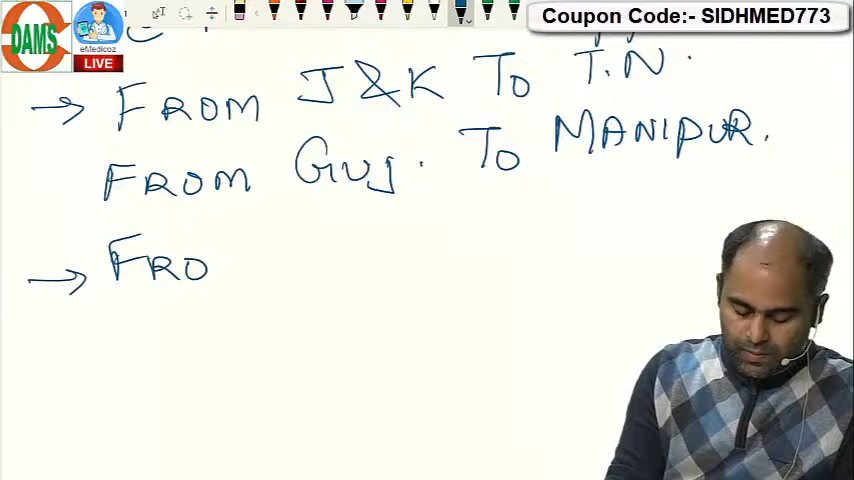 DAMS
eMedicoz
LIVE
Coupon Code:- SIDHMED773
→ FROM J&K TO T.N.
FROM GUJ. TO MANIPUR.
→ FRO